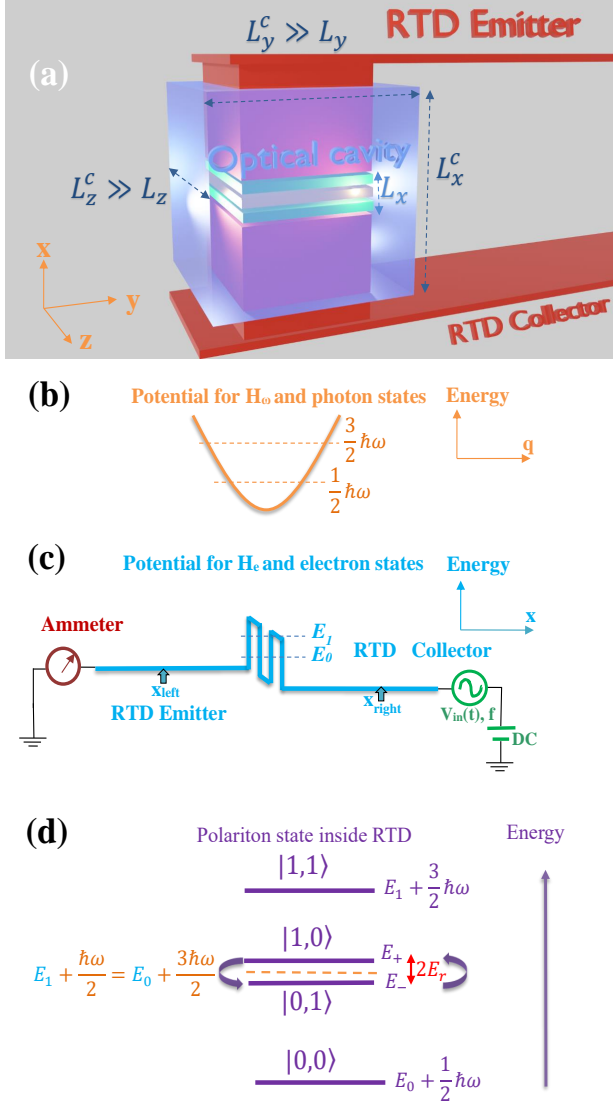 (a)
L_y^c ≫ L_y
RTD Emitter
Optical cavity
L_z^c ≫ L_z
L_x
L_x^c
x
y
z
RTD Collector
(b)
Potential for H_ω and photon states
Energy
q
3/2 ħω
1/2 ħω
(c)
Potential for H_e and electron states
Energy
x
Ammeter
E_1
E_0
RTD Collector
x_left
x_right
RTD Emitter
V_in(t), f
DC
(d)
Polariton state inside RTD
Energy
|1,1⟩
E_1 + 3/2 ħω
|1,0⟩
E_+
E_1 + ħω/2 = E_0 + 3ħω/2
2E_r
E_−
|0,1⟩
|0,0⟩
E_0 + 1/2 ħω